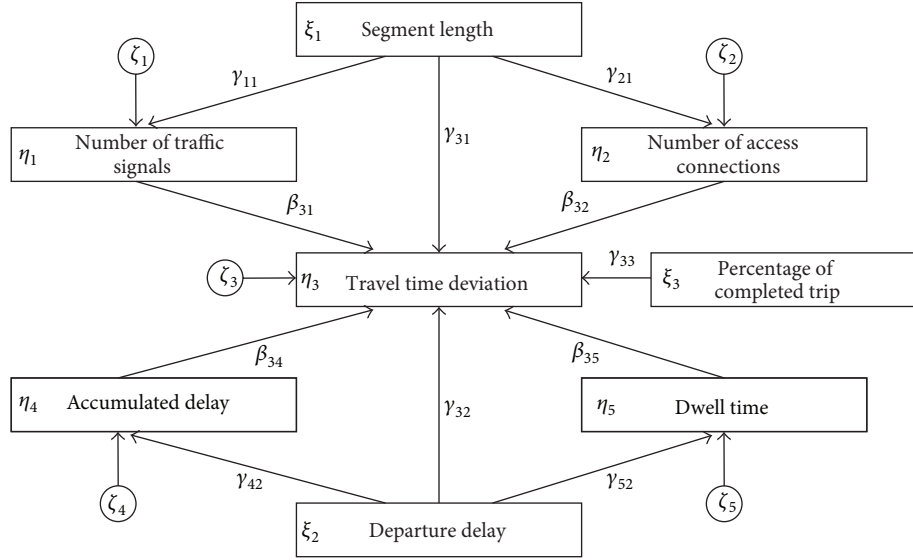 ξ1 Segment length
ζ1
ζ2
γ11
γ21
γ31
η1 Number of traffic
signals
η2 Number of access
connections
β31
β32
ζ3
η3 Travel time deviation
γ33
ξ3 Percentage of
completed trip
β34
β35
η4 Accumulated delay
γ32
η5 Dwell time
γ42
γ52
ζ4
ζ5
ξ2 Departure delay